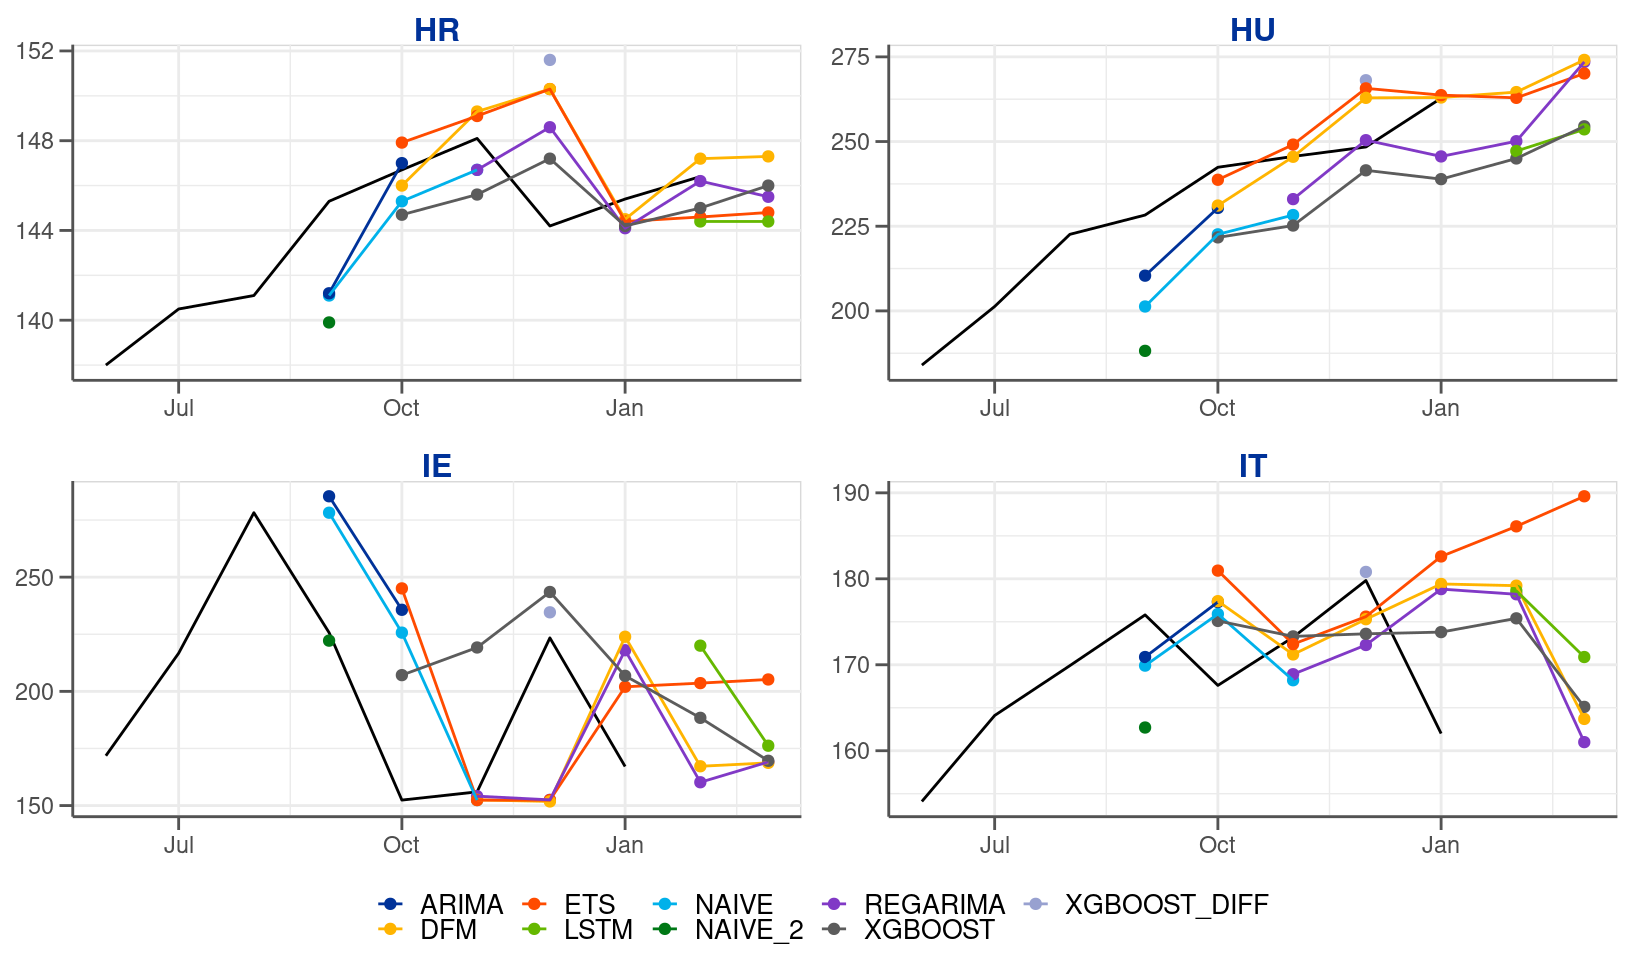 HR
HU
152
148
144
140
Jul
Oct
Jan
275
250
225
200
Jul
Oct
Jan
IE
IT
250
200
150
Jul
Oct
Jan
190
180
170
160
Jul
Oct
Jan
ARIMA ETS NAIVE REGARIMA XGBOOST_DIFF
DFM LSTM NAIVE_2 XGBOOST